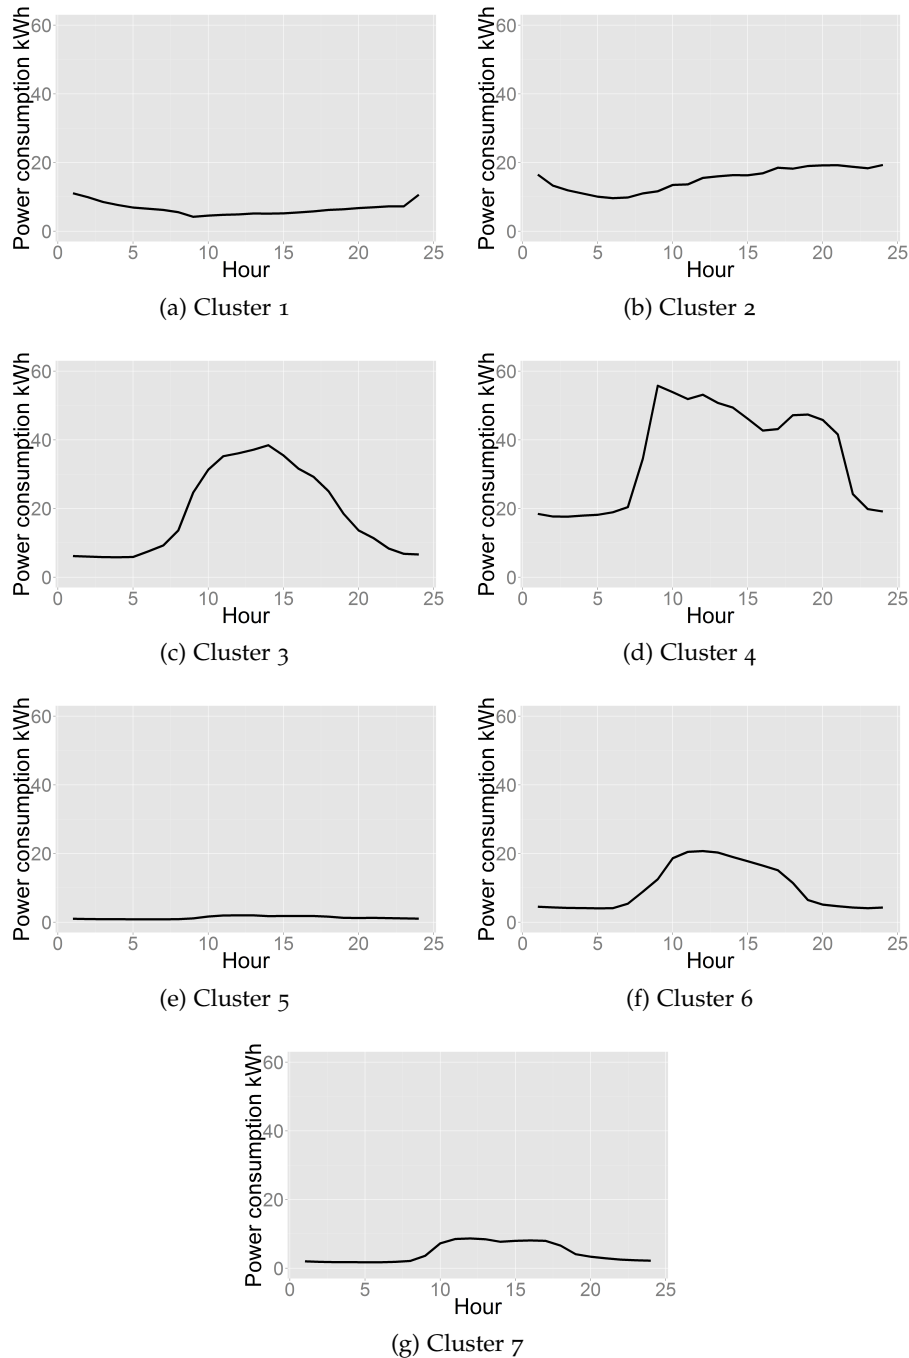 Power consumption kWh
60
40
20
0
0 5 10 15 20 25
Hour
(a) Cluster 1
Power consumption kWh
60
40
20
0
0 5 10 15 20 25
Hour
(b) Cluster 2
Power consumption kWh
60
40
20
0
0 5 10 15 20 25
Hour
(c) Cluster 3
Power consumption kWh
60
40
20
0
0 5 10 15 20 25
Hour
(d) Cluster 4
Power consumption kWh
60
40
20
0
0 5 10 15 20 25
Hour
(e) Cluster 5
Power consumption kWh
60
40
20
0
0 5 10 15 20 25
Hour
(f) Cluster 6
Power consumption kWh
60
40
20
0
0 5 10 15 20 25
Hour
(g) Cluster 7